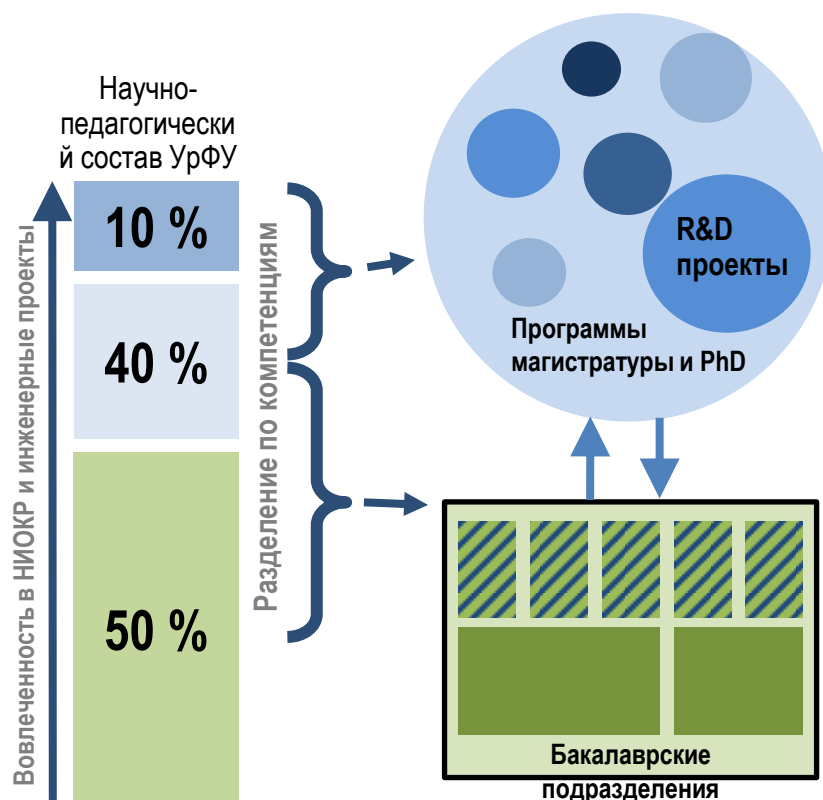 Научно-
педагогически
й состав УрФУ
Вовлеченность в НИОКР и инженерные проекты
10 %
40 %
50 %
Разделение по компетенциям
R&D
проекты
Программы
магистратуры и PhD
Бакалаврские
подразделения